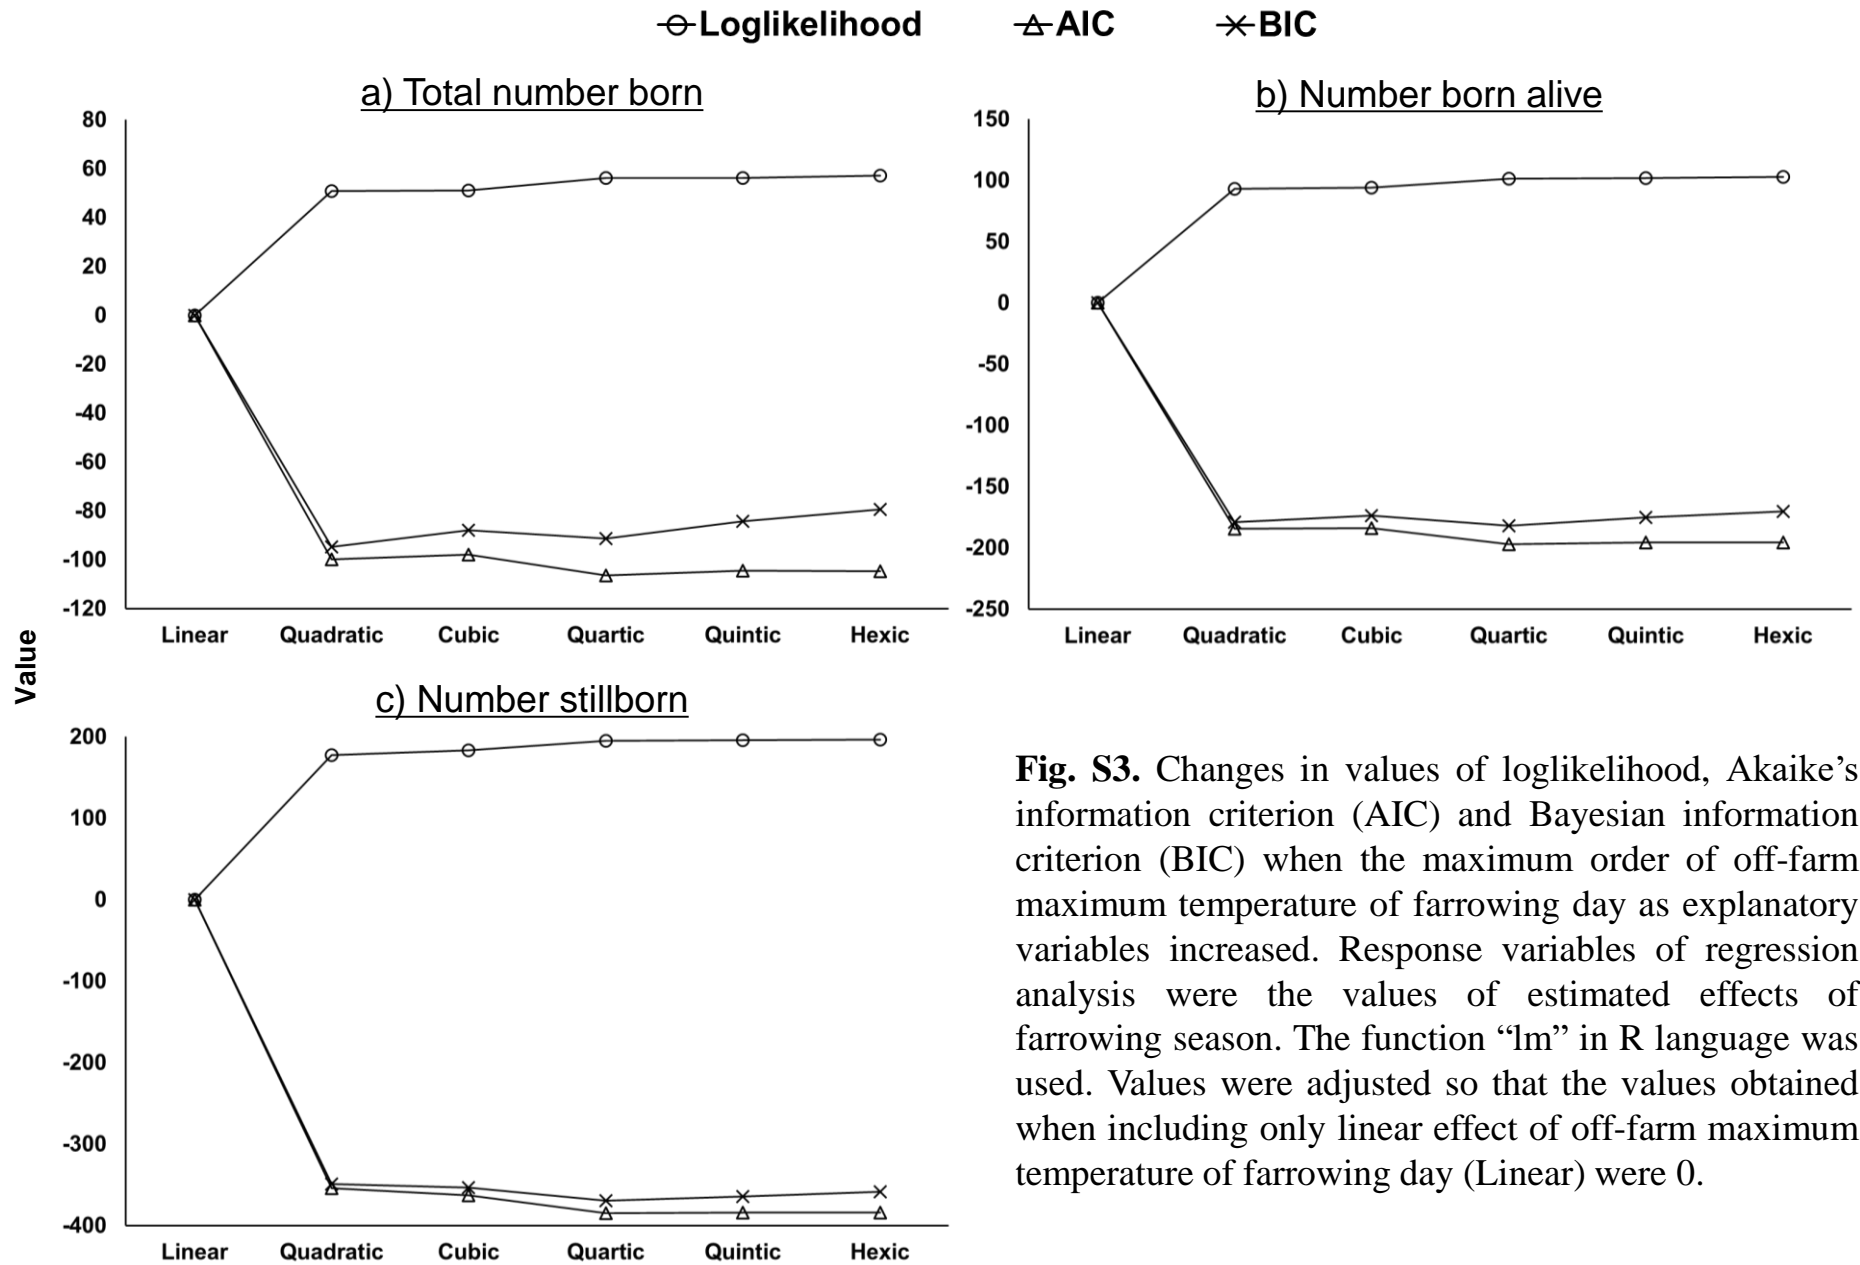 Loglikelihood AIC BIC
a) Total number born
80
60
40
20
0
-20
-40
-60
-80
-100
-120
Linear Quadratic Cubic Quartic Quintic Hexic
b) Number born alive
150
100
50
0
-50
-100
-150
-200
-250
Linear Quadratic Cubic Quartic Quintic Hexic
Value
c) Number stillborn
200
100
0
-100
-200
-300
-400
Linear Quadratic Cubic Quartic Quintic Hexic
Fig. S3. Changes in values of loglikelihood, Akaike’s
information criterion (AIC) and Bayesian information
criterion (BIC) when the maximum order of off-farm
maximum temperature of farrowing day as explanatory
variables increased. Response variables of regression
analysis were the values of estimated effects of
farrowing season. The function “lm” in R language was
used. Values were adjusted so that the values obtained
when including only linear effect of off-farm maximum
temperature of farrowing day (Linear) were 0.